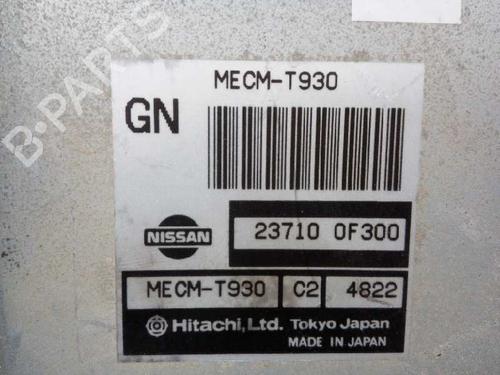 MECM-T930
GN
NISSAN
23710 0F300
MECM-T930 C2 4822
Hitachi, Ltd. Tokyo Japan
MADE IN JAPAN
B-PARTS